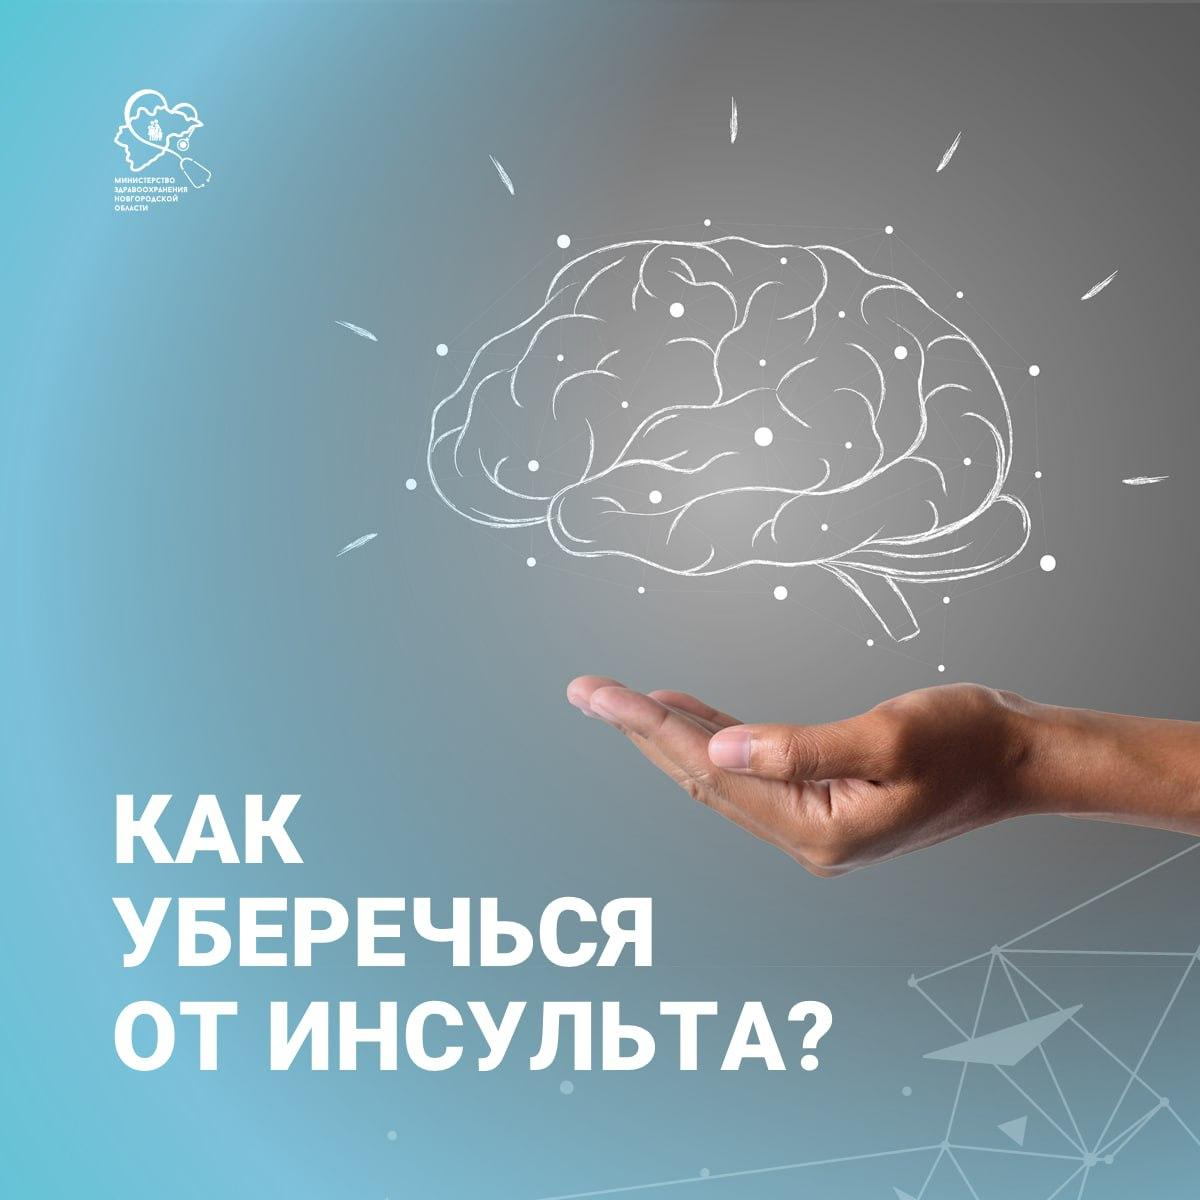 МИНИСТЕРСТВО
ЗДРАВООХРАНЕНИЯ
НОВГОРОДСКОЙ
ОБЛАСТИ
КАК
УБЕРЕЧЬСЯ
ОТ ИНСУЛЬТА?